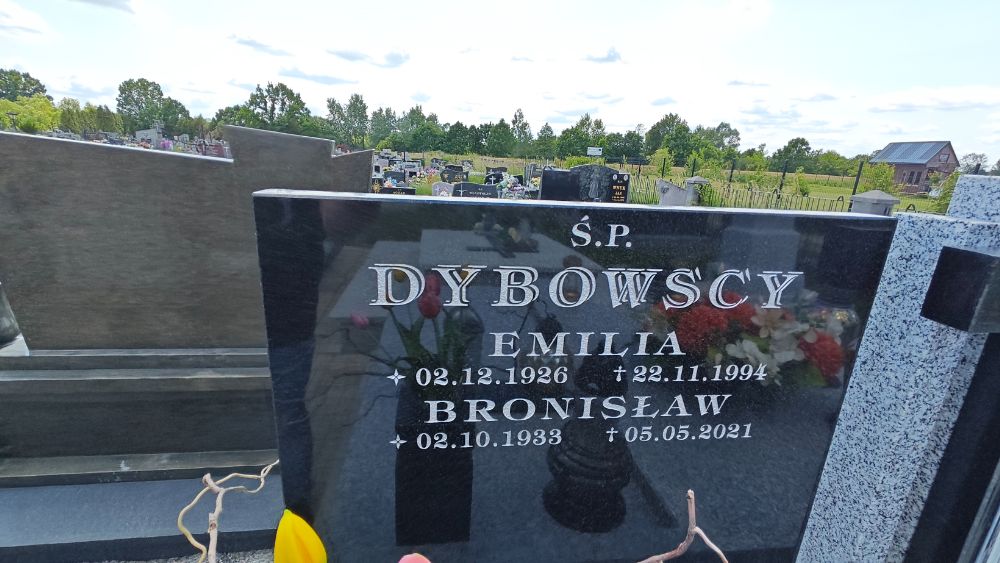 Ś.P.
DYBOWSCY
EMILIA
✧ 02.12.1926 †22.11.1994
BRONISŁAW
✧ 02.10.1933 †05.05.2021